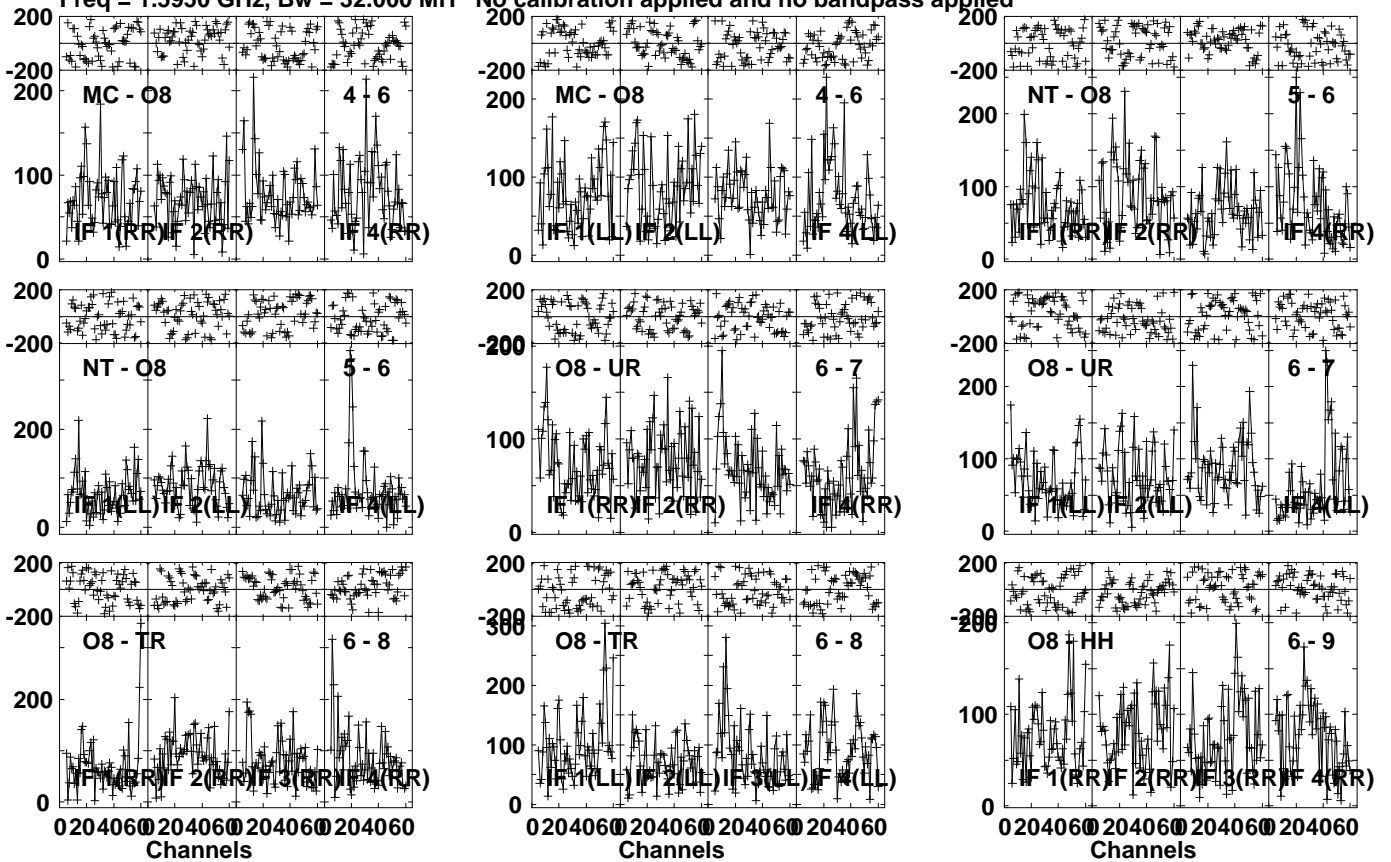 Freq = 1.5950 GHz, Bw = 32.000 MH No calibration applied and no bandpass applied
200
-200
200
100
0
MC - O8 4 - 6
IF 1(RR) IF 2(RR) IF 4(RR)
200
-200
200
100
0
MC - O8 4 - 6
IF 1(LL) IF 2(LL) IF 4(LL)
200
-200
200
100
0
NT - O8 5 - 6
IF 1(RR) IF 2(RR) IF 4(RR)
200
-200
200
0
NT - O8 5 - 6
IF 1(LL) IF 2(LL) IF 4(LL)
200
-200
200
100
0
O8 - UR 6 - 7
IF 1(RR) IF 2(RR) IF 4(RR)
200
-200
200
100
0
O8 - UR 6 - 7
IF 1(LL) IF 2(LL) IF 4(LL)
200
-200
200
0
O8 - TR 6 - 8
IF 1(RR) IF 2(RR) IF 3(RR) IF 4(RR)
0 20 40 60 0 20 40 60 0 20 40 60 0 20 40 60
Channels
200
-200
300
200
100
0
O8 - TR 6 - 8
IF 1(LL) IF 2(LL) IF 3(LL) IF 4(LL)
0 20 40 60 0 20 40 60 0 20 40 60 0 20 40 60
Channels
200
-200
200
100
0
O8 - HH 6 - 9
IF 1(RR) IF 2(RR) IF 3(RR) IF 4(RR)
0 20 40 60 0 20 40 60 0 20 40 60 0 20 40 60
Channels